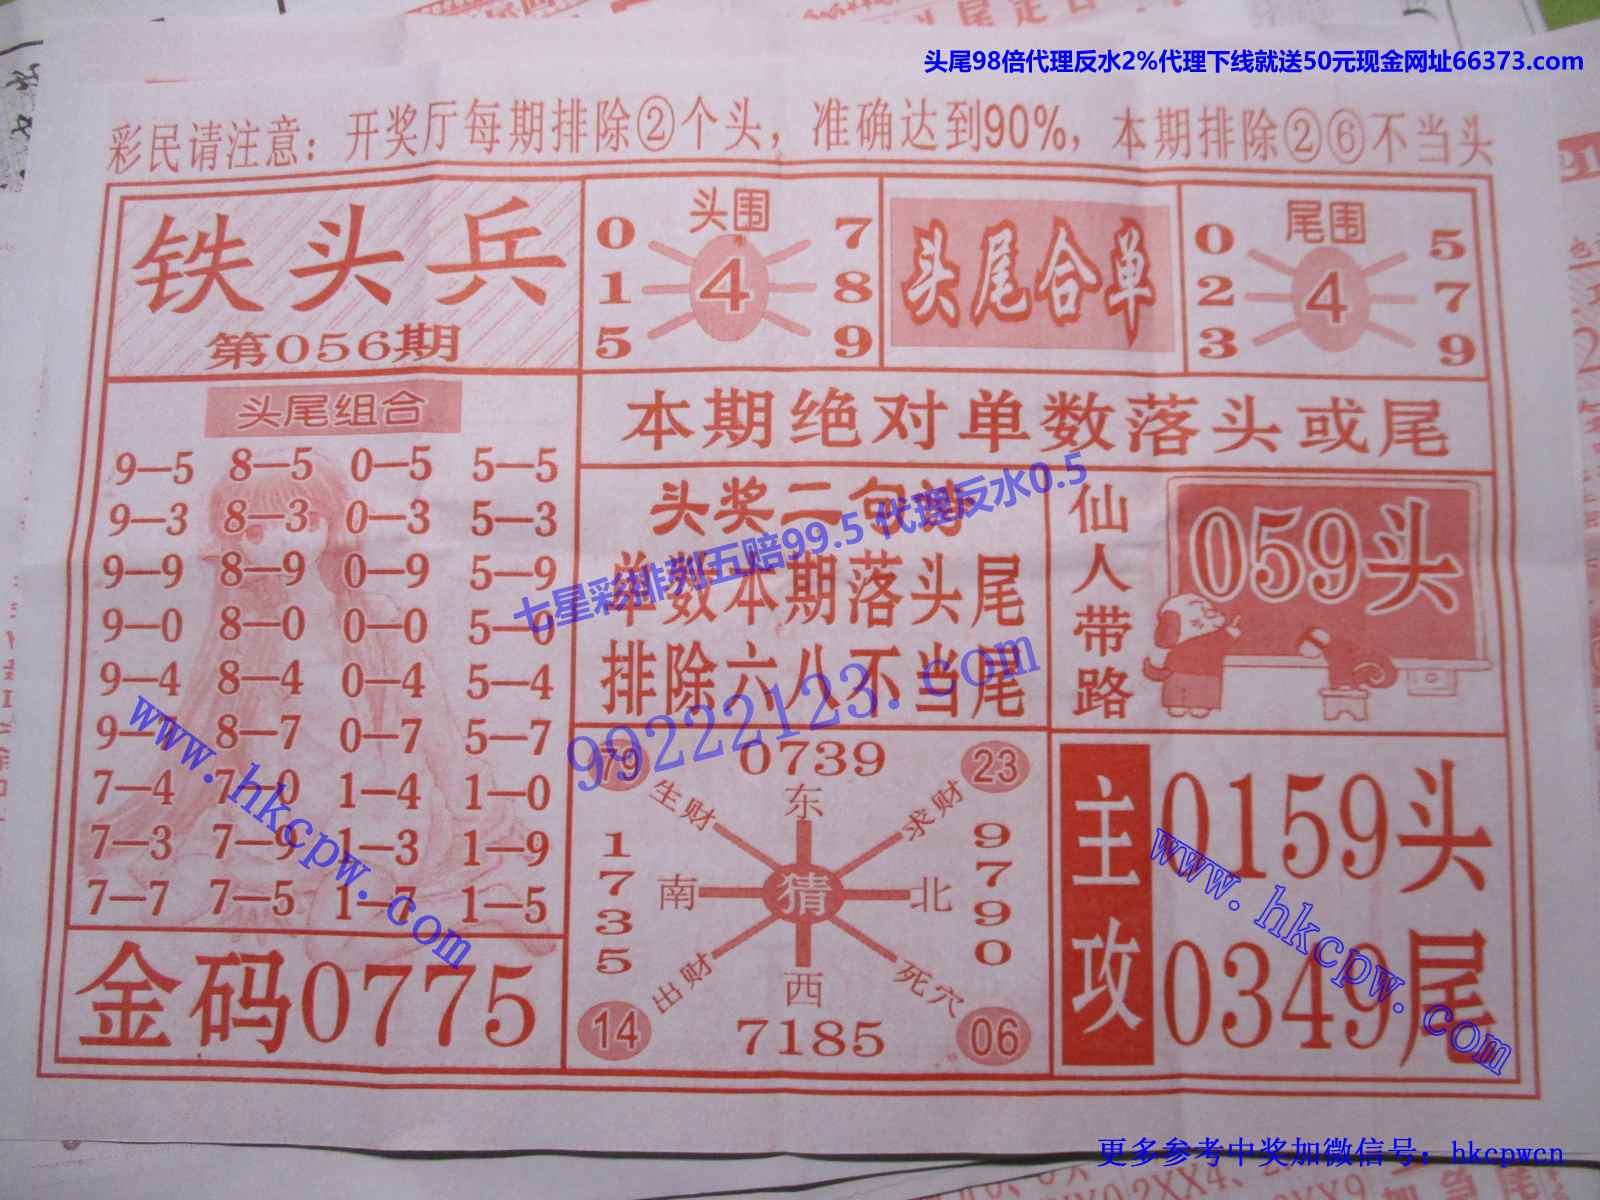 头尾98倍代理反水2%代理下线就送50元现金网址66373.com
彩民请注意：开奖厅每期排除②个头，准确达到90%，本期排除②⑥不当头
铁头兵
第056期
头围
0 7
1 4 8
5 9
头尾合单
尾围
0 5
2 4 7
3 9
头尾组合
9—5 8—5 0—5 5—5
9—3 8—3 0—3 5—3
9—9 8—9 0—9 5—9
9—0 8—0 0—0 5—0
9—4 8—4 0—4 5—4
9—7 8—7 0—7 5—7
7—4 7—0 1—4 1—0
7—3 7—9 1—3 1—9
7—7 7—5 1—7 1—5
金码0775
本期绝对单数落头或尾
头奖二句诗
单数本期落头尾
排除六八不当尾
仙人带路
059头
79 0739 23
生财 东 求财
1735 南 猜 北 9790
出财 西 死穴
14 7185 06
主攻
0159头
0349尾
七星彩排列五赔99.5 代理反水0.5
99222123.com
www.hkcpw.com
www.hkcpw.com
更多参考中奖加微信号：hkcpwcn